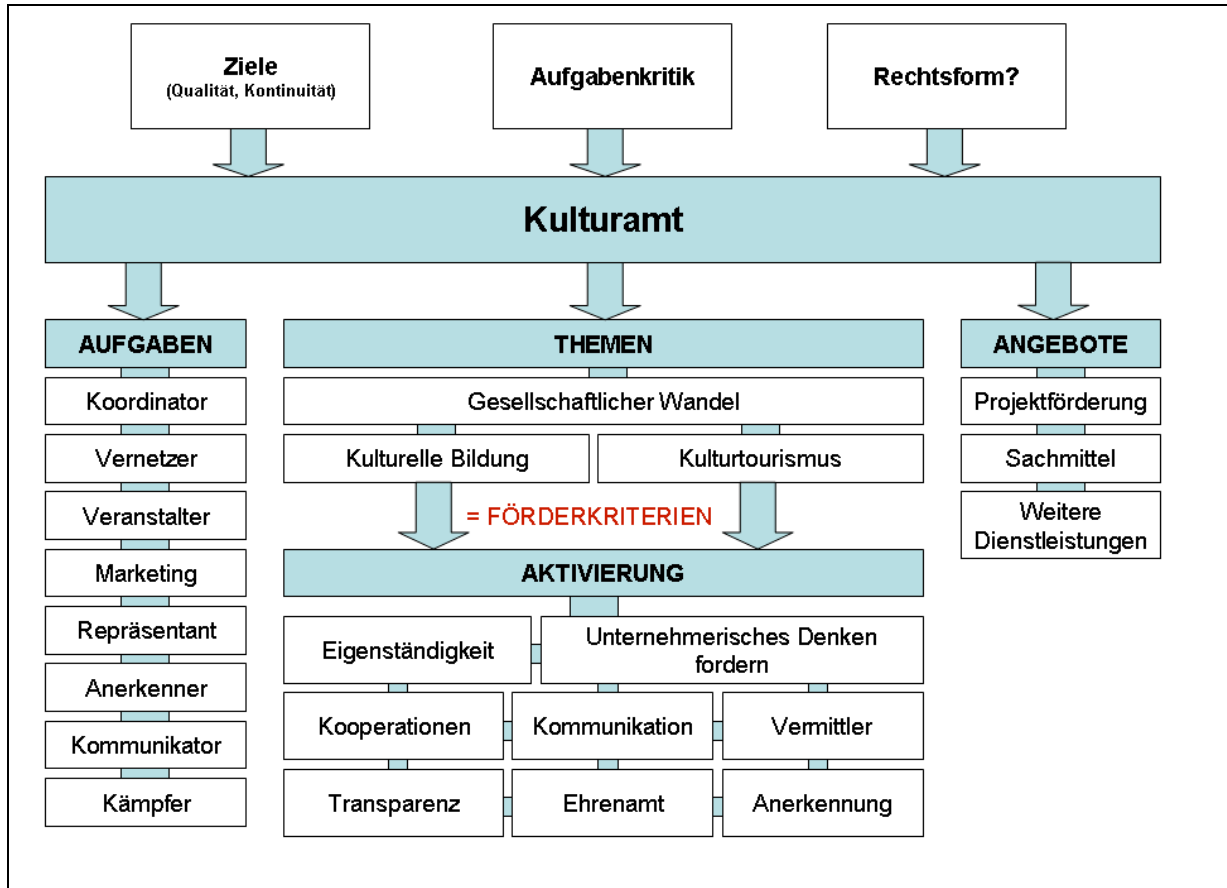 Ziele
(Qualität, Kontinuität)
Aufgabenkritik
Rechtsform?
Kulturamt
AUFGABEN
Koordinator
Vernetzer
Veranstalter
Marketing
Repräsentant
Anerkenner
Kommunikator
Kämpfer
THEMEN
Gesellschaftlicher Wandel
Kulturelle Bildung
Kulturtourismus
= FÖRDERKRITERIEN
AKTIVIERUNG
Eigenständigkeit
Unternehmerisches Denken
fordern
Kooperationen
Kommunikation
Vermittler
Transparenz
Ehrenamt
Anerkennung
ANGEBOTE
Projektförderung
Sachmittel
Weitere
Dienstleistungen